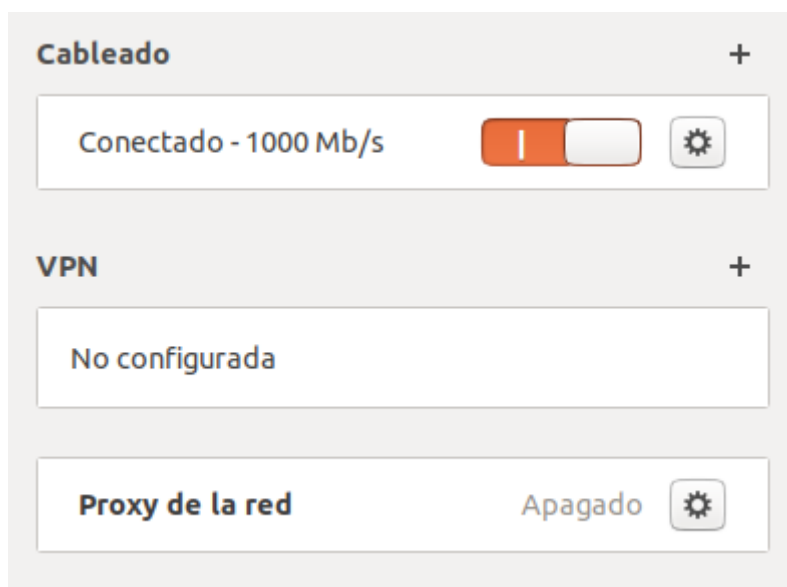 Cableado +
Conectado - 1000 Mb/s
VPN +
No configurada
Proxy de la red Apagado